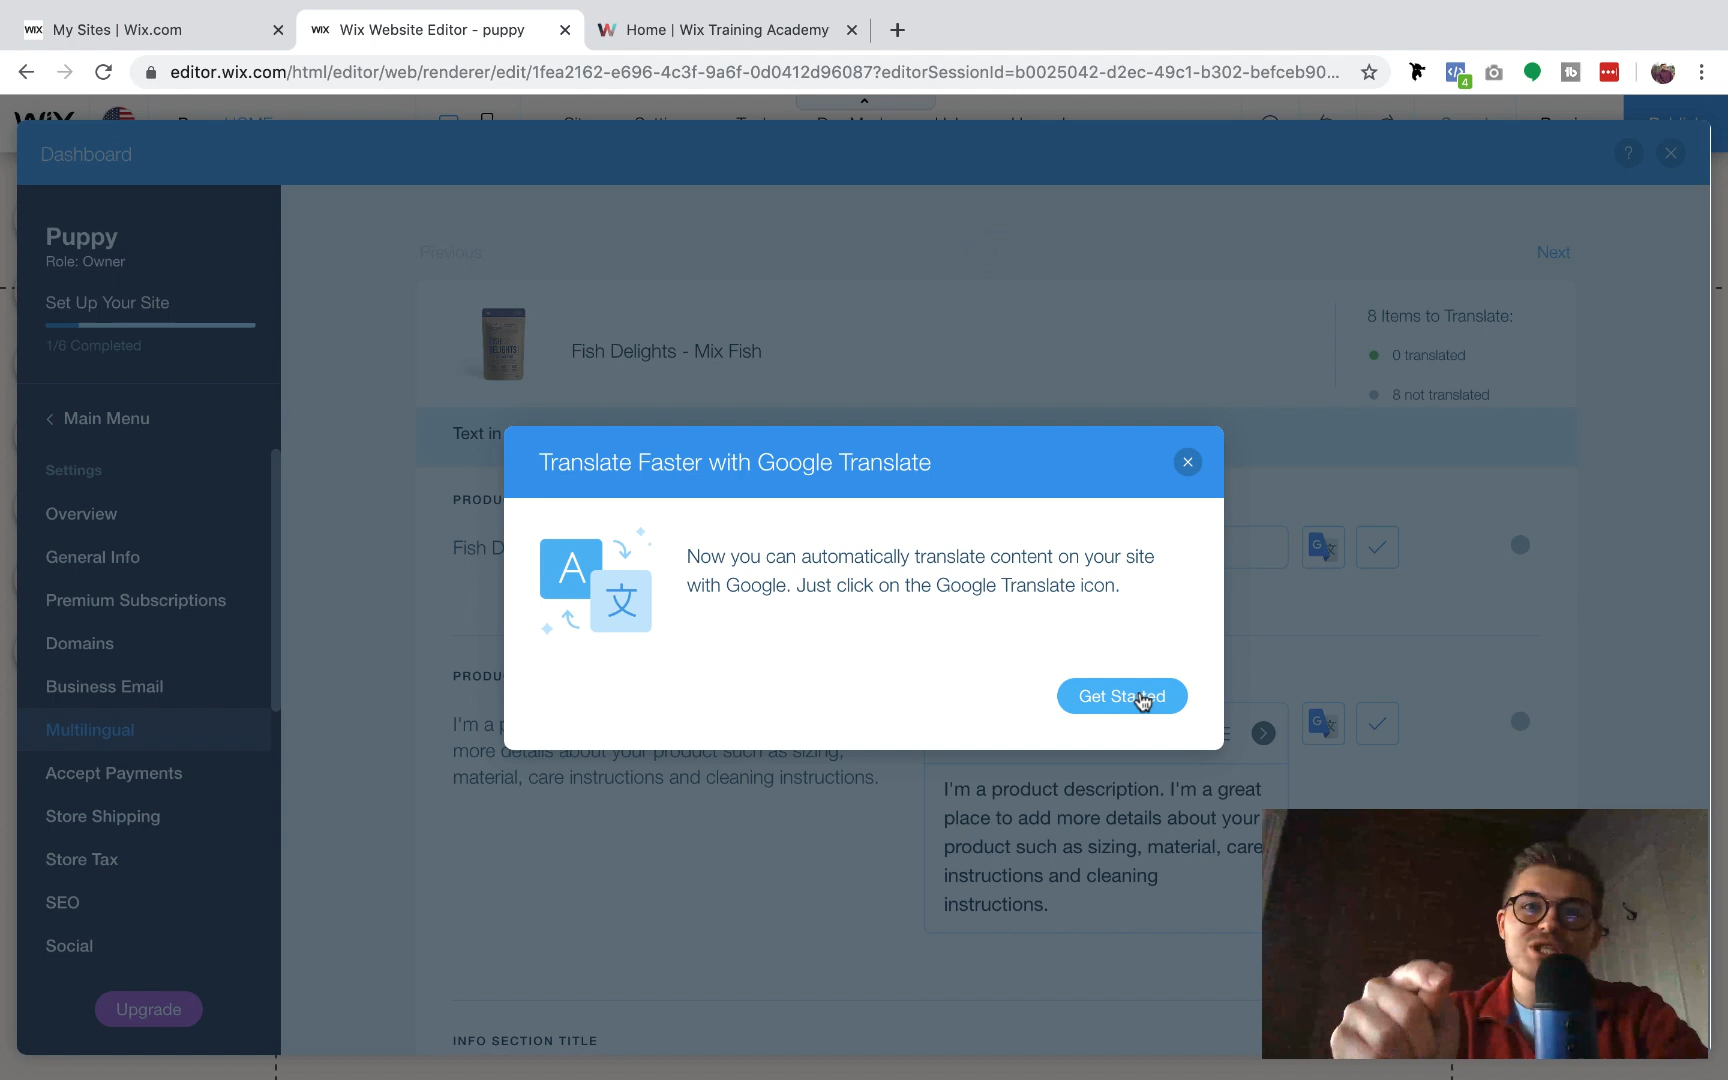 WIX My Sites | Wix.com
WIX Wix Website Editor - puppy
W Home | Wix Training Academy
editor.wix.com/html/editor/web/renderer/edit/1fea2162-e696-4c3f-9a6f-0d0412d96087?editorSessionId=b0025042-d2ec-49c1-b302-befceb90...
4
tb
WIX
Dashboard
?
Puppy
Role: Owner
Set Up Your Site
1/6 Completed
Main Menu
Settings
Overview
General Info
Premium Subscriptions
Domains
Business Email
Multilingual
Accept Payments
Store Shipping
Store Tax
SEO
Social
Upgrade
Previous
Next
DELIGHTS
Fish Delights - Mix Fish
8 Items to Translate:
0 translated
8 not translated
Text in
Translate Faster with Google Translate
A
文
Now you can automatically translate content on your site
with Google. Just click on the Google Translate icon.
Get Started
PRODU
Fish D
G
PRODU
I'm a p
more details about your product such as sizing,
material, care instructions and cleaning instructions.
G
I'm a product description. I'm a great
place to add more details about your
product such as sizing, material, care
instructions and cleaning
instructions.
INFO SECTION TITLE